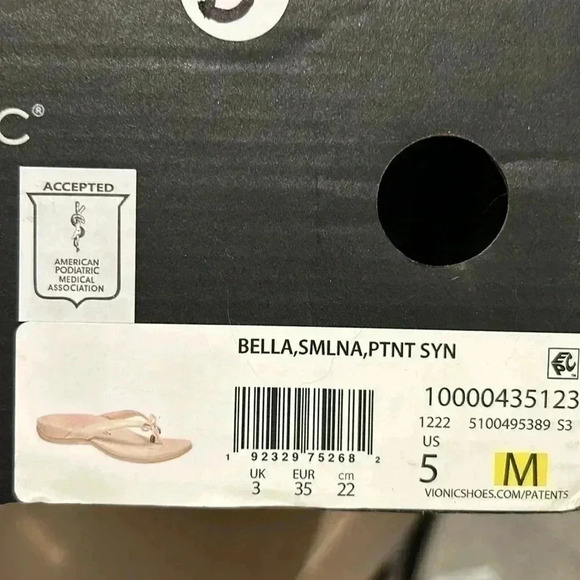 C®
ACCEPTED
AMERICAN
PODIATRIC
MEDICAL
ASSOCIATION
BELLA,SMLNA,PTNT SYN
10000435123
1222 5100495389 S3
1 92329 75268 2
UK EUR cm
3 35 22
US
5 M
VIONICSHOES.COM/PATENTS